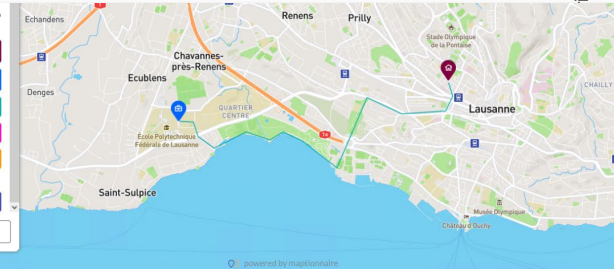 Echandens
Renens
Prilly
Stade Olympique
de la Pontaise
Chavannes-
près-Renens
Ecublens
Denges
QUARTIER
CENTRE
CHAILLY
Lausanne
École Polytechnique
Fédérale de Lausanne
Saint-Sulpice
Musée Olympique
Château d'Ouchy
powered by maptionnaire